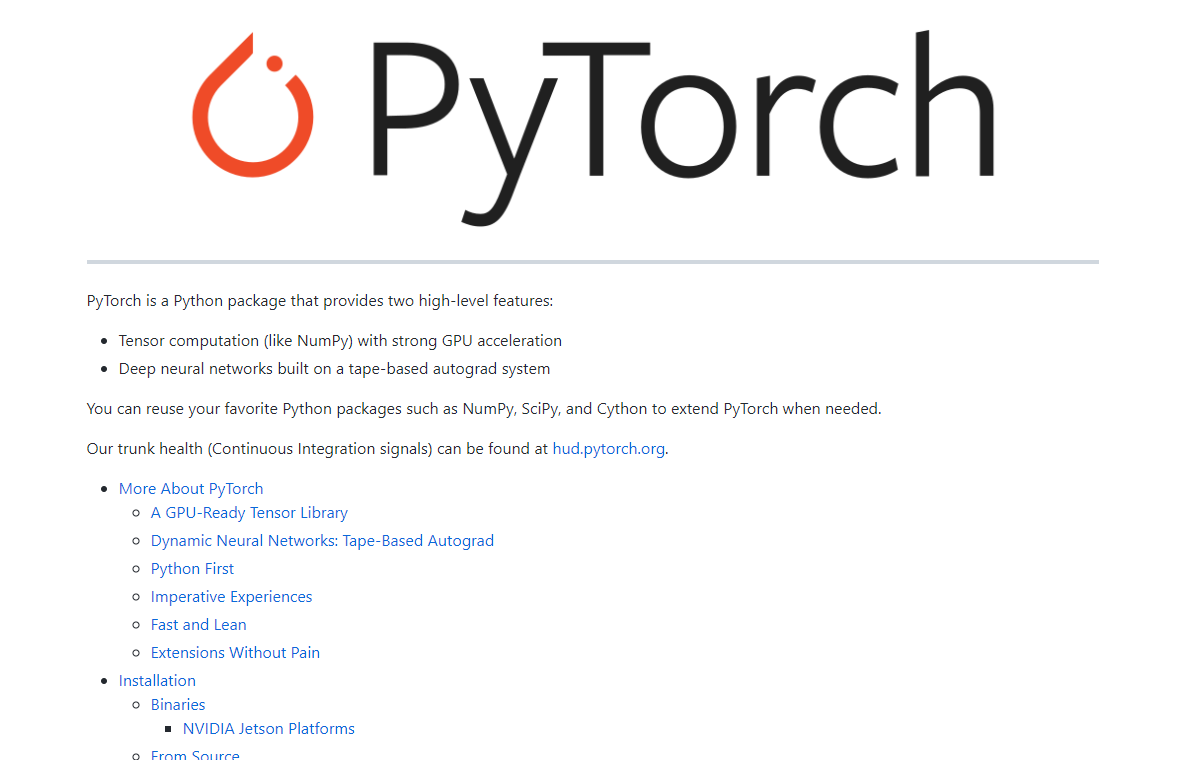 PyTorch
PyTorch is a Python package that provides two high-level features:
Tensor computation (like NumPy) with strong GPU acceleration
Deep neural networks built on a tape-based autograd system
You can reuse your favorite Python packages such as NumPy, SciPy, and Cython to extend PyTorch when needed.
Our trunk health (Continuous Integration signals) can be found at hud.pytorch.org.
More About PyTorch
A GPU-Ready Tensor Library
Dynamic Neural Networks: Tape-Based Autograd
Python First
Imperative Experiences
Fast and Lean
Extensions Without Pain
Installation
Binaries
NVIDIA Jetson Platforms
From Source